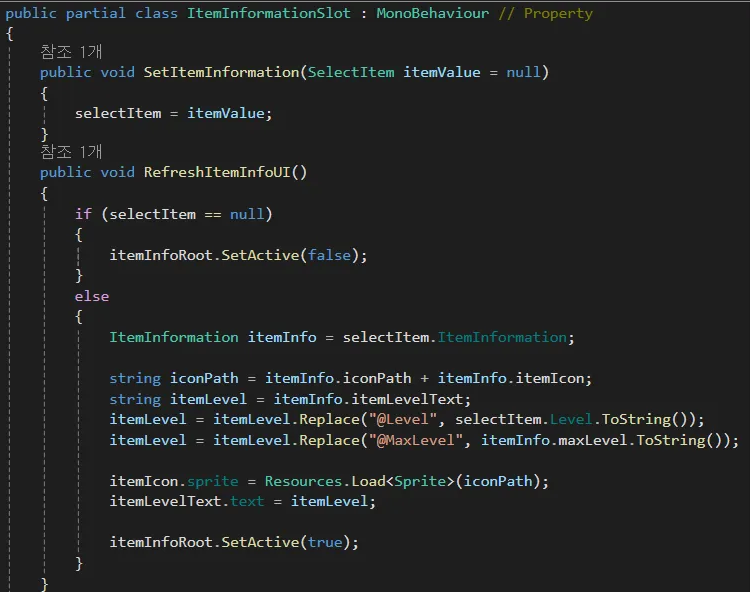 public partial class ItemInformationSlot : MonoBehaviour // Property
{
참조 1개
public void SetItemInformation(SelectItem itemValue = null)
{
selectItem = itemValue;
}
참조 1개
public void RefreshItemInfoUI()
{
if (selectItem == null)
{
itemInfoRoot.SetActive(false);
}
else
{
ItemInformation itemInfo = selectItem.ItemInformation;
string iconPath = itemInfo.iconPath + itemInfo.itemIcon;
string itemLevel = itemInfo.itemLevelText;
itemLevel = itemLevel.Replace("@Level", selectItem.Level.ToString());
itemLevel = itemLevel.Replace("@MaxLevel", itemInfo.maxLevel.ToString());
itemIcon.sprite = Resources.Load<Sprite>(iconPath);
itemLevelText.text = itemLevel;
itemInfoRoot.SetActive(true);
}
}